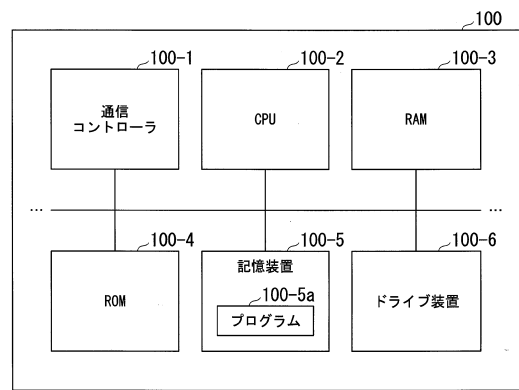 100
100-1
100-2
100-3
通信
コントローラ
CPU
RAM
…
…
100-4
100-5
100-6
ROM
記憶装置
100-5a
プログラム
ドライブ装置